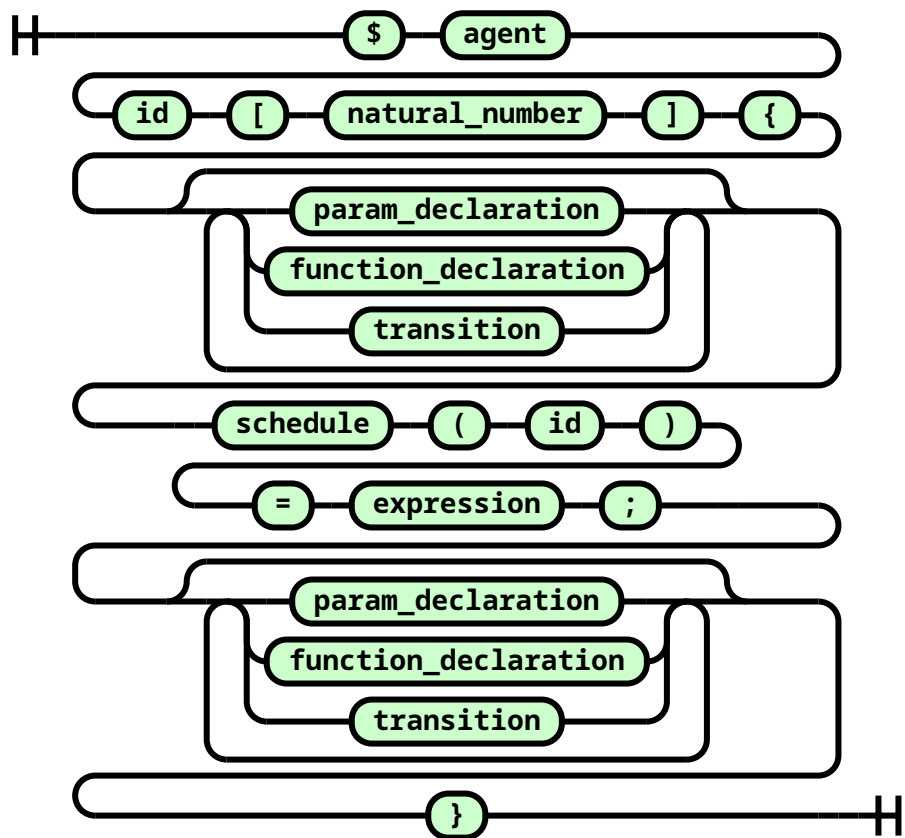 $ agent
id [ natural_number ] {
param_declaration
function_declaration
transition
schedule ( id )
= expression ;
param_declaration
function_declaration
transition
}